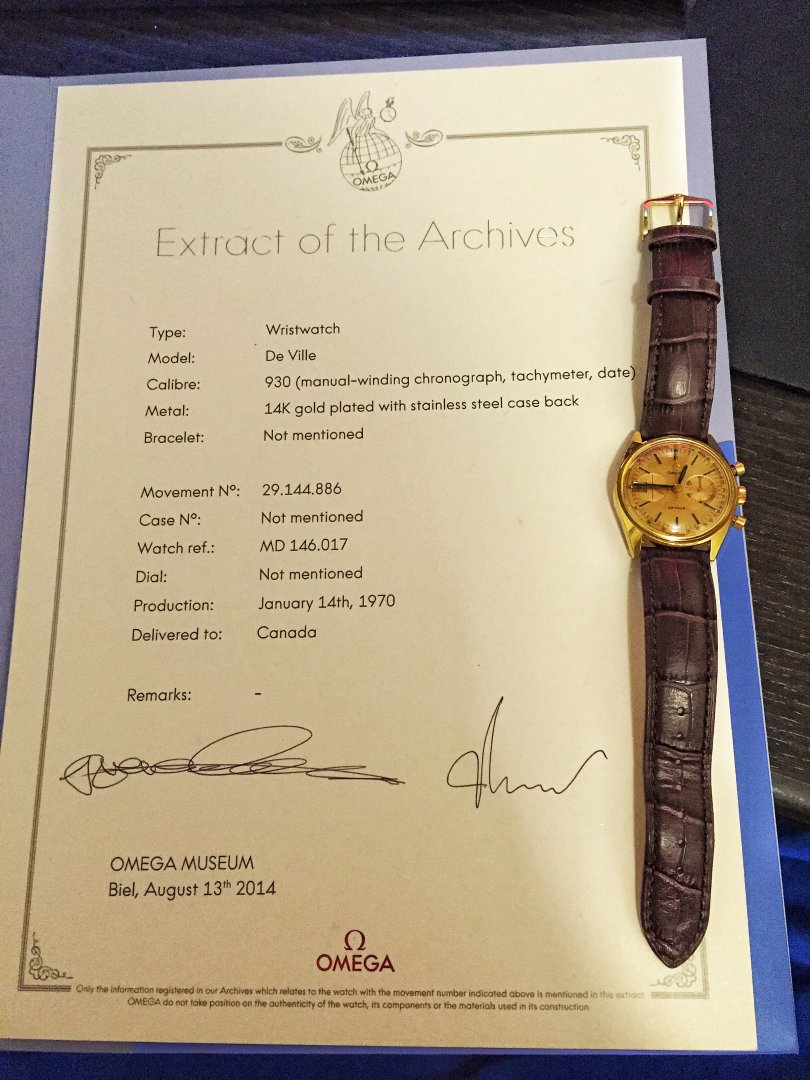 OMEGA
Extract of the Archives
Type: Wristwatch
Model: De Ville
Calibre: 930 (manual-winding chronograph, tachymeter, date)
Metal: 14K gold plated with stainless steel case back
Bracelet: Not mentioned
Movement Nº: 29.144.886
Case Nº: Not mentioned
Watch ref.: MD 146.017
Dial: Not mentioned
Production: January 14th, 1970
Delivered to: Canada
Remarks: -
OMEGA MUSEUM
Biel, August 13th 2014
Ω
OMEGA
Only the information registered in our Archives which relates to the watch with the movement number indicated above is mentioned in this extract.
OMEGA do not take position on the authenticity of the watch, its components or the materials used in its construction.